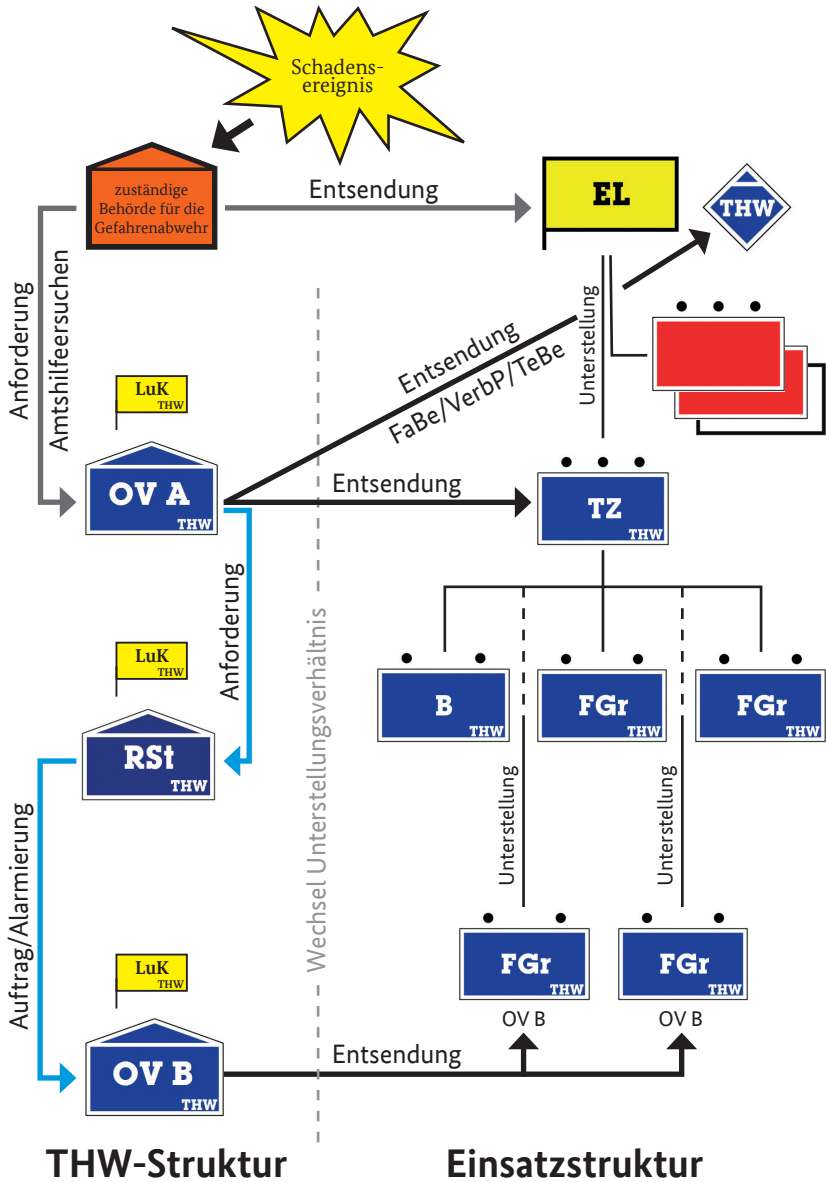 Schadens-
ereignis
zuständige
Behörde für die
Gefahrenabwehr
Entsendung
EL
THW
Anforderung
Amtshilfeersuchen
Entsendung
FaBe/VerbP/TeBe
Unterstellung
LuK
THW
OV A
THW
Entsendung
TZ
THW
Anforderung
Wechsel Unterstellungsverhältnis
LuK
THW
RSt
THW
B
THW
FGr
THW
FGr
THW
Auftrag/Alarmierung
Unterstellung
Unterstellung
LuK
THW
OV B
THW
FGr
THW
FGr
THW
OV B
OV B
Entsendung
THW-Struktur
Einsatzstruktur